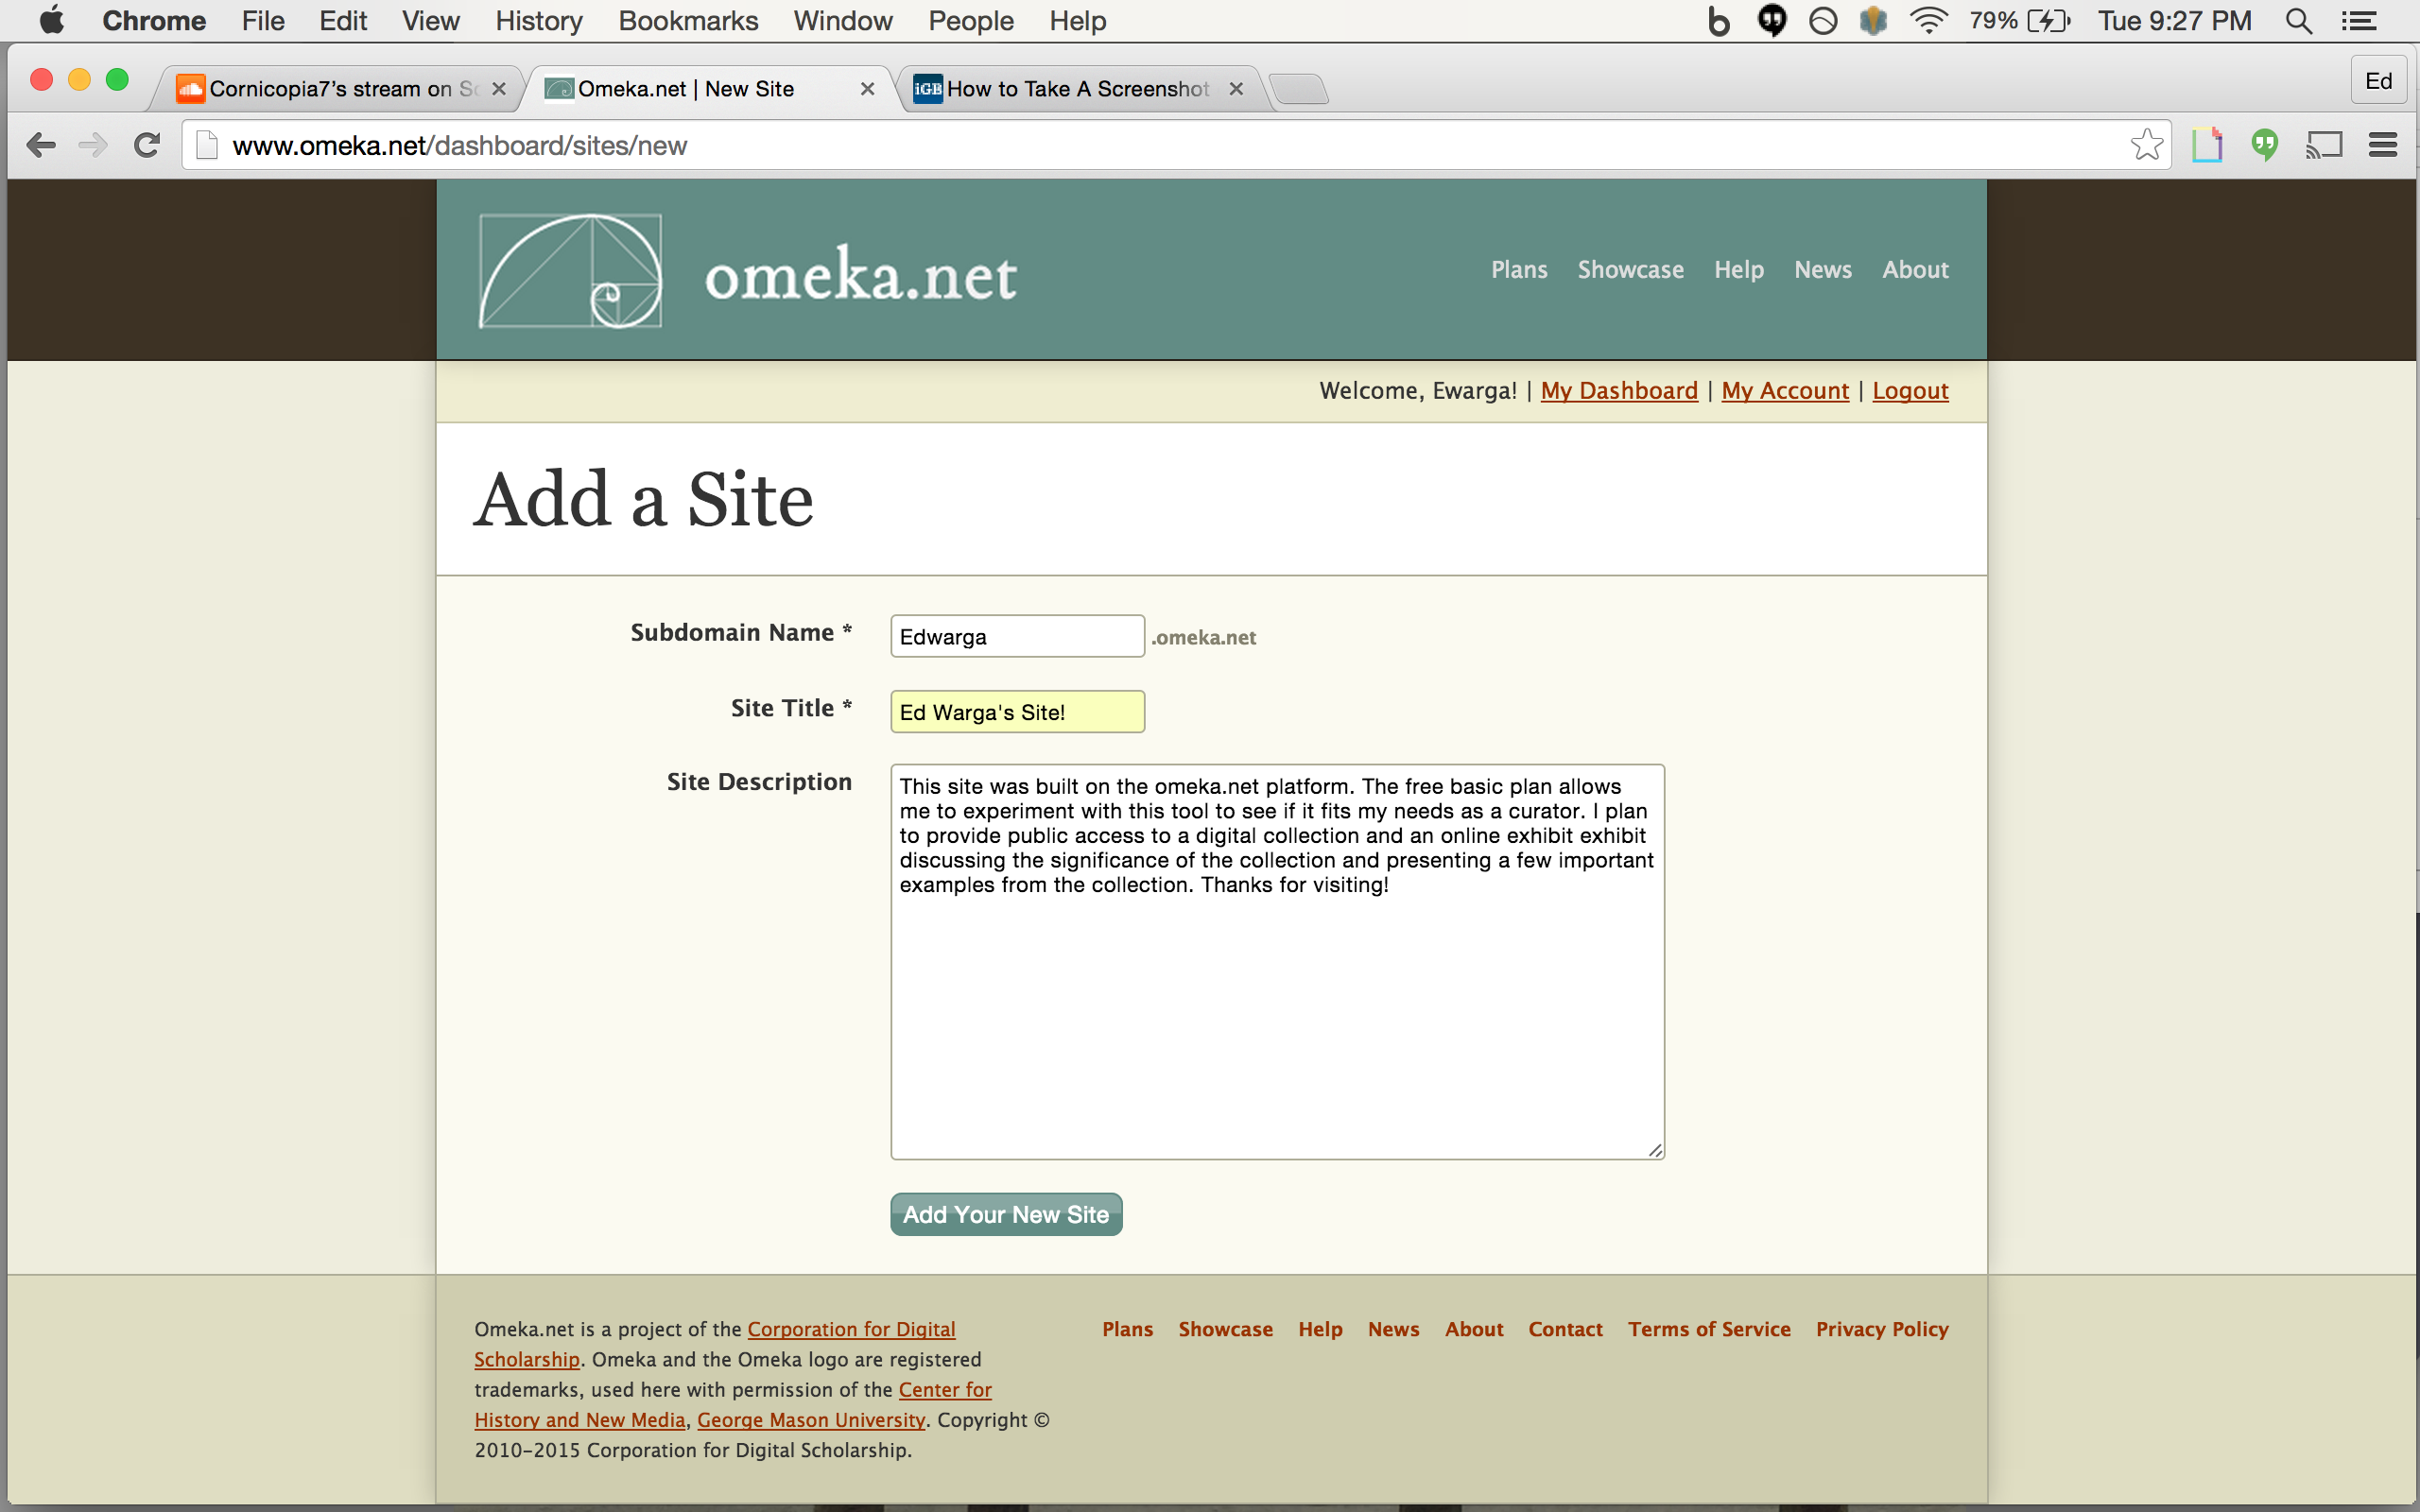 Chrome File Edit View History Bookmarks Window People Help 79% Tue 9:27 PM
Cornicopia7's stream on Omeka.net | New Site How to Take A Screenshot Ed
www.omeka.net/dashboard/sites/new
omeka.net
Plans Showcase Help News About
Welcome, Ewarga! | My Dashboard | My Account | Logout
Add a Site
Subdomain Name * Edwarga .omeka.net
Site Title * Ed Warga's Site!
Site Description
This site was built on the omeka.net platform. The free basic plan allows
me to experiment with this tool to see if it fits my needs as a curator. I plan
to provide public access to a digital collection and an online exhibit exhibit
discussing the significance of the collection and presenting a few important
examples from the collection. Thanks for visiting!
Add Your New Site
Omeka.net is a project of the Corporation for Digital
Scholarship. Omeka and the Omeka logo are registered
trademarks, used here with permission of the Center for
History and New Media, George Mason University. Copyright ©
2010-2015 Corporation for Digital Scholarship.
Plans Showcase Help News About Contact Terms of Service Privacy Policy